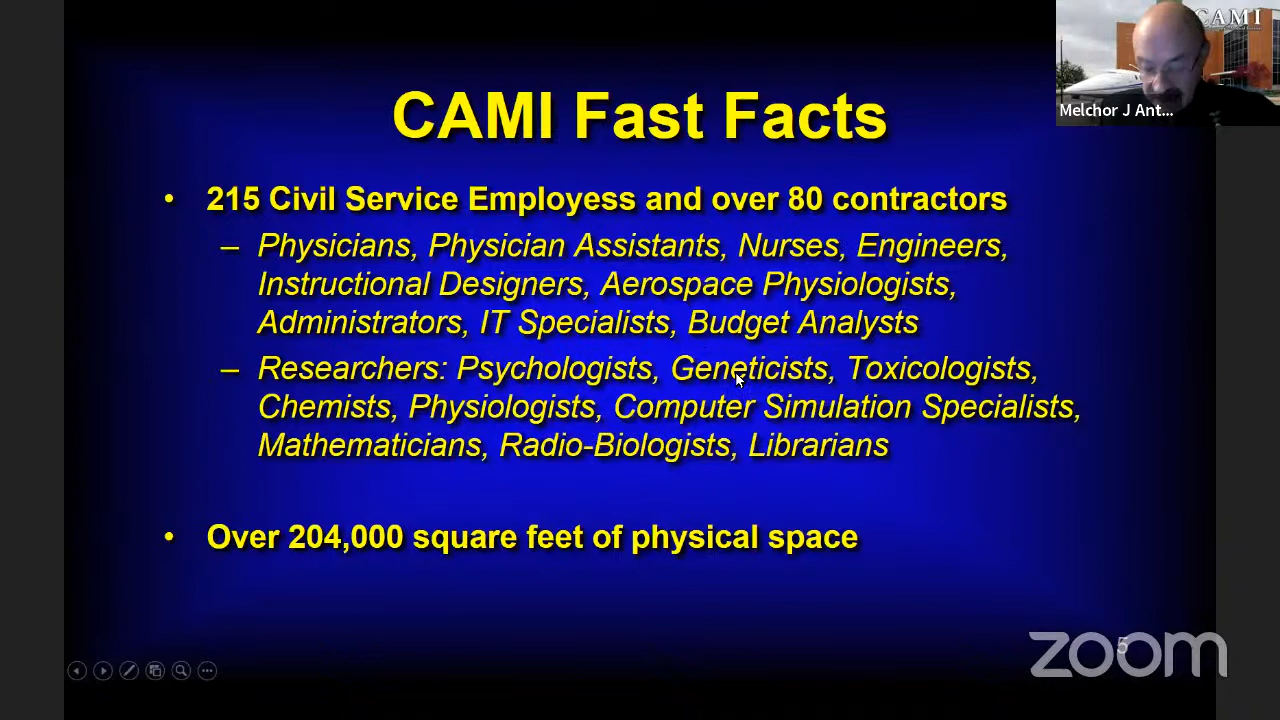 CAMI
Melchor J Ant...
CAMI Fast Facts
• 215 Civil Service Employess and over 80 contractors
– Physicians, Physician Assistants, Nurses, Engineers,
Instructional Designers, Aerospace Physiologists,
Administrators, IT Specialists, Budget Analysts
– Researchers: Psychologists, Geneticists, Toxicologists,
Chemists, Physiologists, Computer Simulation Specialists,
Mathematicians, Radio-Biologists, Librarians
• Over 204,000 square feet of physical space
5
zoom